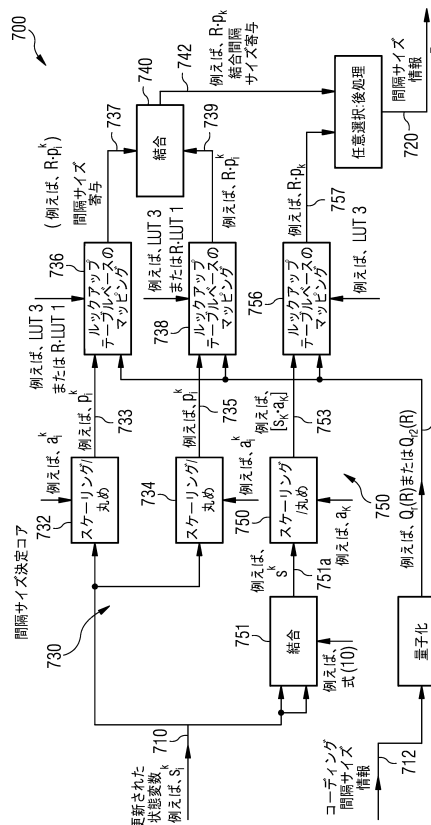 700
間隔サイズ決定コア
730
更新された
状態変数
例えば、s_i^k
710
732
例えば、a_i^k
スケーリング/
丸め
例えば、p_i^k
733
例えば、LUT 3
または R·LUT 1
736
ルックアップ
テーブルベースの
マッピング
(例えば、R·p_i^k)
間隔サイズ
寄与
737
734
スケーリング/
丸め
例えば、a_i^k
例えば、p_i^k
735
例えば、LUT 3
または R·LUT 1
738
ルックアップ
テーブルベースの
マッピング
例えば、R·p_i^k
739
740
結合
742
例えば、R·p_k
結合間隔
サイズ寄与
751
結合
例えば、
式 (10)
例えば、
s^k
751a
750
スケーリング
/丸め
例えば、a_K
例えば、
[s_K·a_K]
753
750
756
ルックアップ
テーブルベースの
マッピング
例えば、LUT 3
例えば、R·p_k
757
任意選択:後処理
720
間隔サイズ
情報
コーディング
間隔サイズ
情報
712
量子化
例えば、Q_r(R)または Q_r2(R)